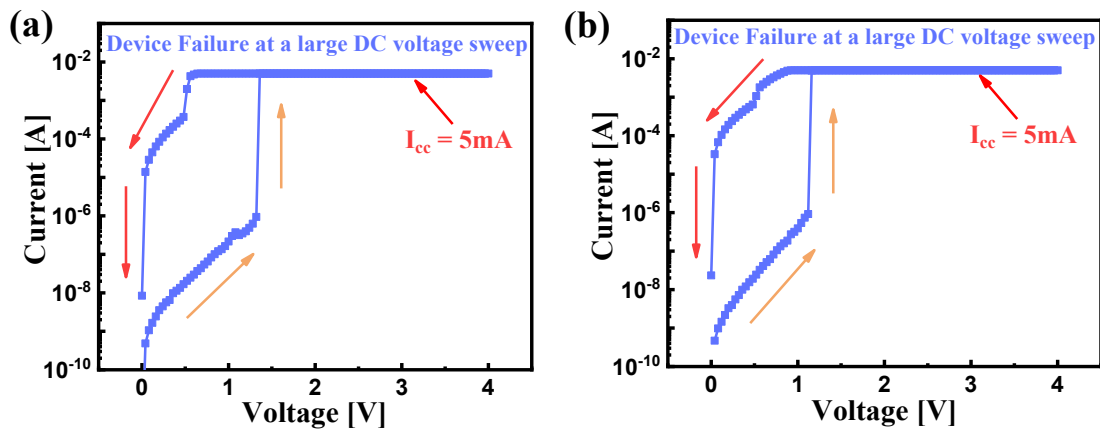 (a)
Device Failure at a large DC voltage sweep
I_cc = 5mA
Current [A]
10^-2
10^-4
10^-6
10^-8
10^-10
0 1 2 3 4
Voltage [V]
(b)
Device Failure at a large DC voltage sweep
I_cc = 5mA
Current [A]
10^-2
10^-4
10^-6
10^-8
10^-10
0 1 2 3 4
Voltage [V]